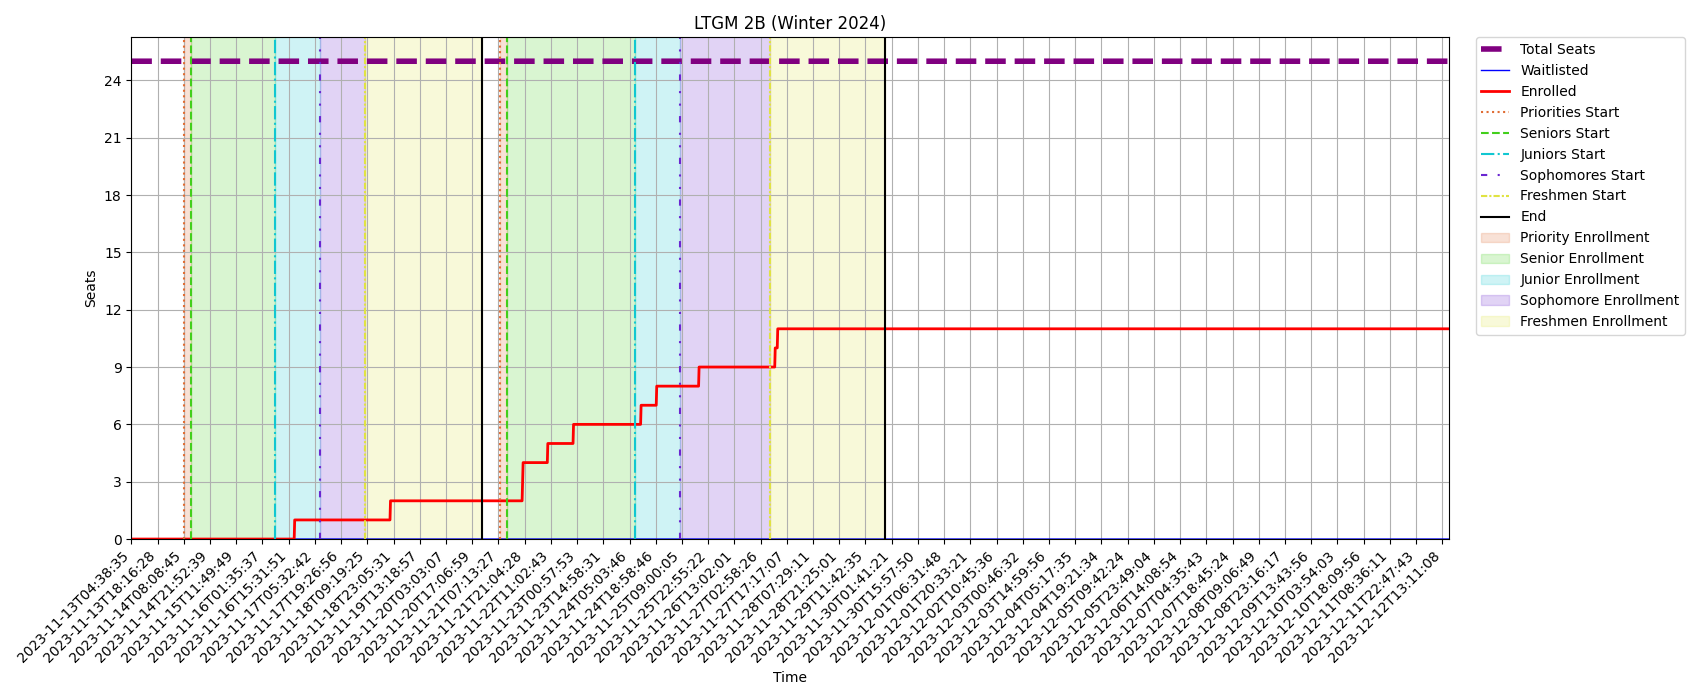 LTGM 2B (Winter 2024)
Seats
24
21
18
15
12
9
6
3
0
2023-11-13T04:38:35
2023-11-13T18:16:28
2023-11-14T08:08:45
2023-11-14T21:52:39
2023-11-15T11:49:49
2023-11-16T01:35:37
2023-11-16T15:31:51
2023-11-17T05:32:42
2023-11-17T19:26:56
2023-11-18T09:19:25
2023-11-18T23:05:31
2023-11-19T13:18:57
2023-11-20T03:03:07
2023-11-20T17:06:59
2023-11-21T07:13:27
2023-11-21T21:04:28
2023-11-22T11:02:43
2023-11-23T00:57:53
2023-11-23T14:58:31
2023-11-24T05:03:46
2023-11-24T18:58:46
2023-11-25T09:00:05
2023-11-25T22:55:22
2023-11-26T13:02:01
2023-11-27T02:58:26
2023-11-27T17:17:07
2023-11-28T07:29:11
2023-11-28T21:25:01
2023-11-29T11:42:35
2023-11-30T01:41:21
2023-11-30T15:57:50
2023-12-01T06:31:48
2023-12-01T20:33:21
2023-12-02T10:45:36
2023-12-03T00:46:32
2023-12-03T14:59:56
2023-12-04T05:17:35
2023-12-04T19:21:34
2023-12-05T09:42:24
2023-12-05T23:49:04
2023-12-06T14:08:54
2023-12-07T04:35:43
2023-12-07T18:45:24
2023-12-08T09:06:49
2023-12-08T23:16:17
2023-12-09T13:43:56
2023-12-10T03:54:03
2023-12-10T18:09:56
2023-12-11T08:36:11
2023-12-11T22:47:43
2023-12-12T13:11:08
Time
Total Seats
Waitlisted
Enrolled
Priorities Start
Seniors Start
Juniors Start
Sophomores Start
Freshmen Start
End
Priority Enrollment
Senior Enrollment
Junior Enrollment
Sophomore Enrollment
Freshmen Enrollment